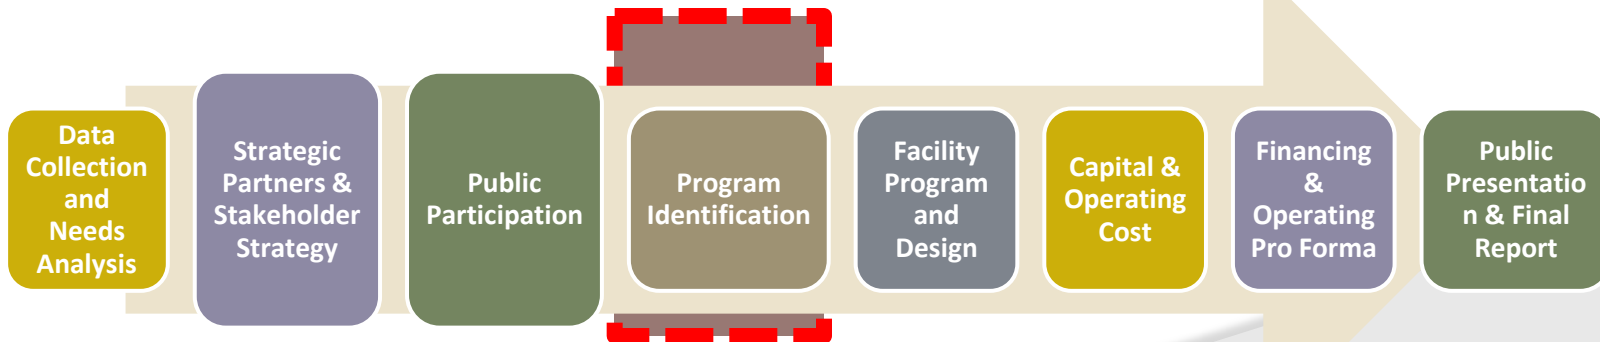 Data
Collection
and
Needs
Analysis
Strategic
Partners &
Stakeholder
Strategy
Public
Participation
Program
Identification
Facility
Program
and
Design
Capital &
Operating
Cost
Financing
&
Operating
Pro Forma
Public
Presentatio
n & Final
Report